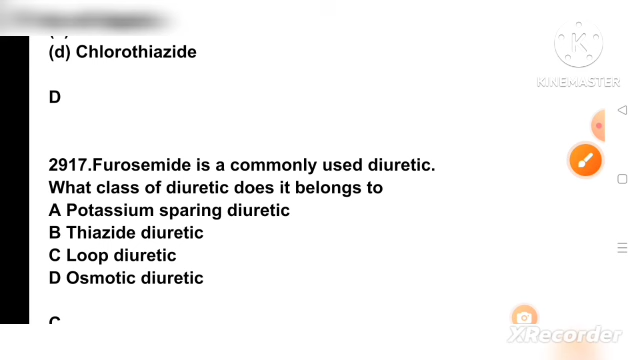 (d) Chlorothiazide
D
2917.Furosemide is a commonly used diuretic.
What class of diuretic does it belongs to
A Potassium sparing diuretic
B Thiazide diuretic
C Loop diuretic
D Osmotic diuretic
C
K
KINEMASTER
XRecorder